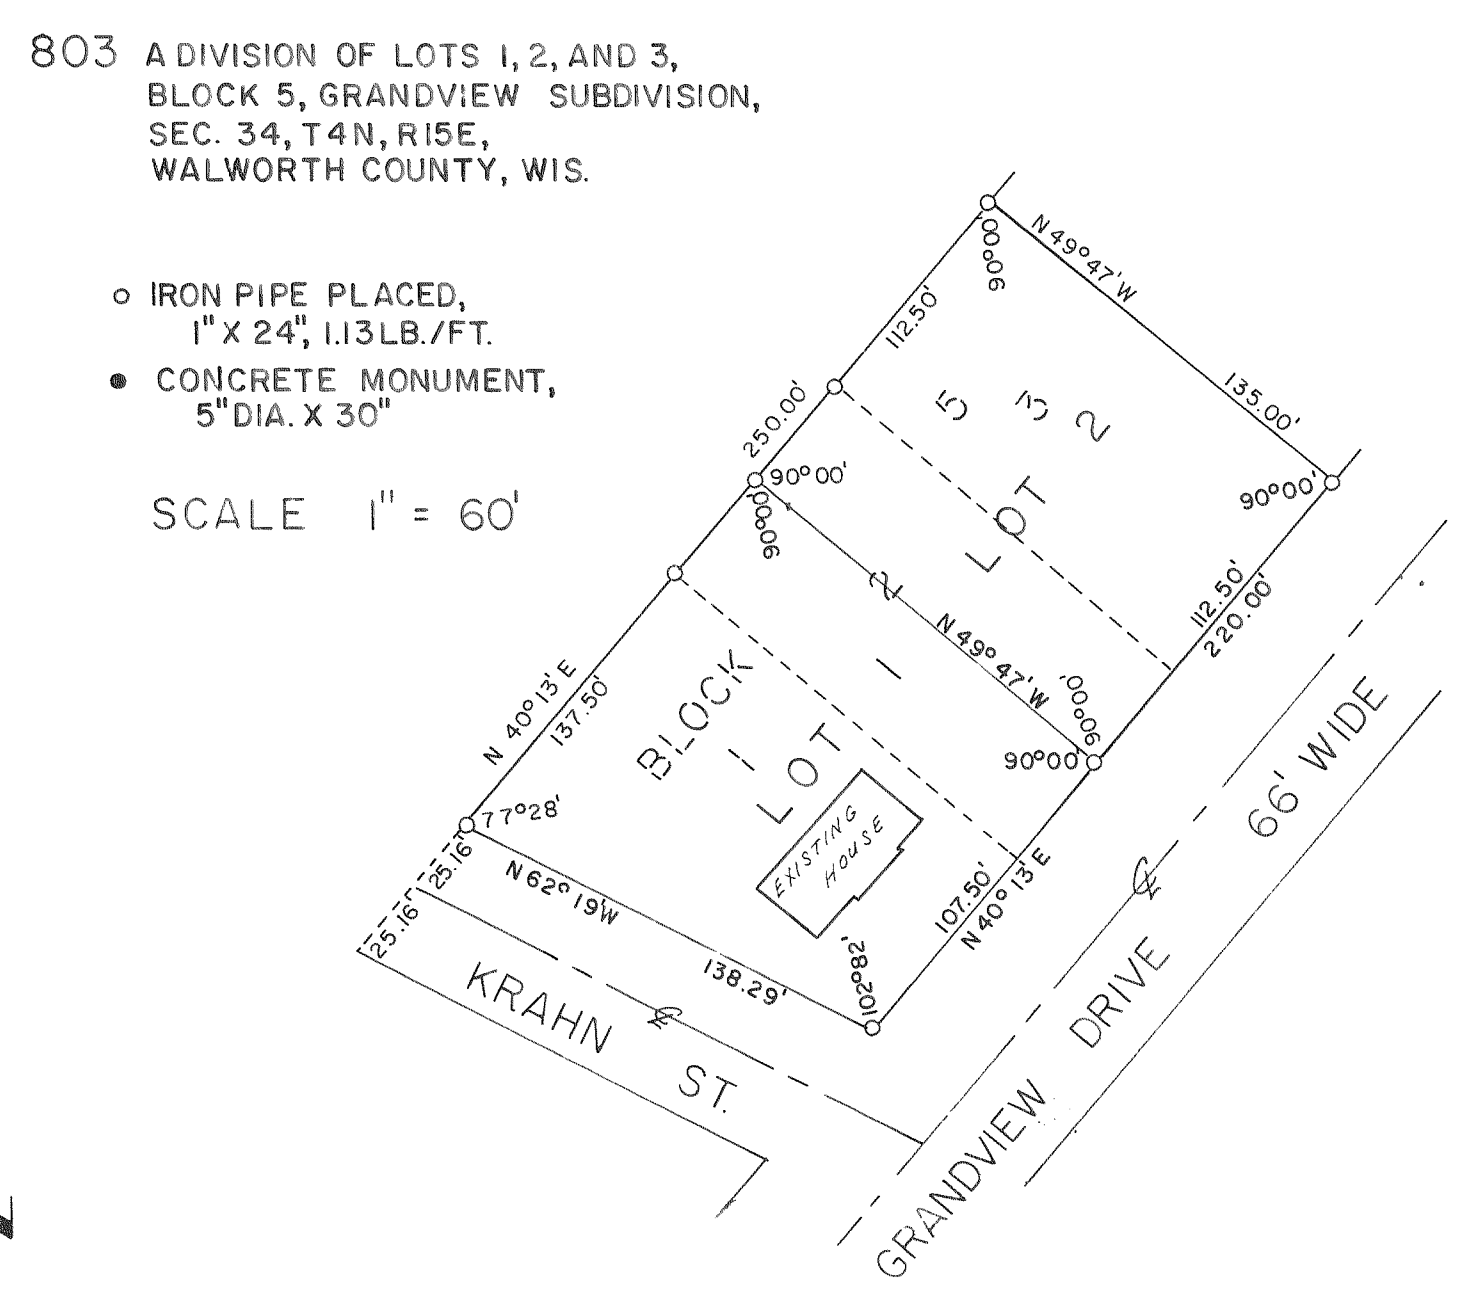 803 A DIVISION OF LOTS 1, 2, AND 3,
BLOCK 5, GRANDVIEW SUBDIVISION,
SEC. 34, T4N, R15E,
WALWORTH COUNTY, WIS.
IRON PIPE PLACED,
1" X 24", 1.13 LB./FT.
CONCRETE MONUMENT,
5" DIA. X 30"
SCALE 1" = 60'
N 49° 47' W
135.00'
90°00'
112.50'
250.00'
90°00'
90°00'
90°00'
5 3 2
LOT
2
1
N 49° 47' W
112.50'
220.00'
90°00'
90°00'
N 40° 13' E
137.50'
BLOCK
1
LOT
EXISTING
HOUSE
77°28'
25.16'
25.16'
N 62° 19' W
138.29'
102°82'
107.50'
N 40° 13' E
KRAHN ST.
GRANDVIEW DRIVE 66' WIDE